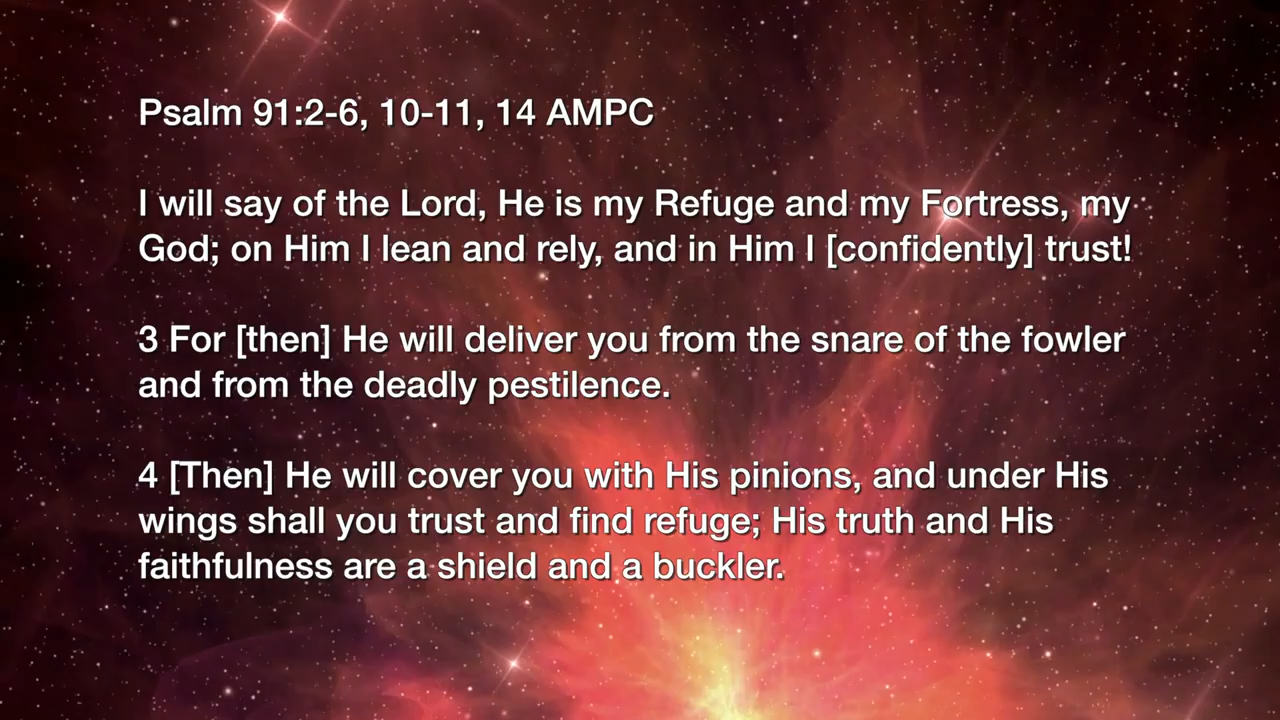 Psalm 91:2-6, 10-11, 14 AMPC
I will say of the Lord, He is my Refuge and my Fortress, my
God; on Him I lean and rely, and in Him I [confidently] trust!
3 For [then] He will deliver you from the snare of the fowler
and from the deadly pestilence.
4 [Then] He will cover you with His pinions, and under His
wings shall you trust and find refuge; His truth and His
faithfulness are a shield and a buckler.